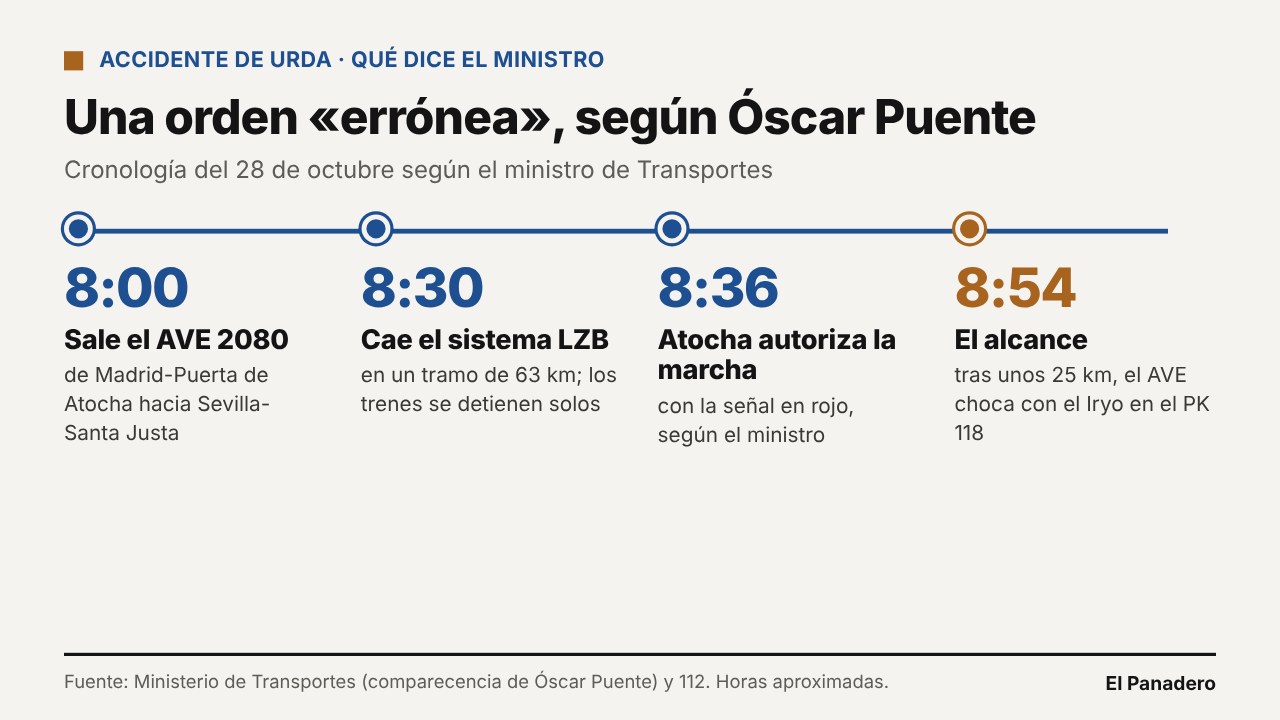 ACCIDENTE DE URDA · QUÉ DICE EL MINISTRO
Una orden «errónea», según Óscar Puente
Cronología del 28 de octubre según el ministro de Transportes
8:00
Sale el AVE 2080
de Madrid-Puerta de
Atocha hacia Sevilla-
Santa Justa
8:30
Cae el sistema LZB
en un tramo de 63 km; los
trenes se detienen solos
8:36
Atocha autoriza la
marcha
con la señal en rojo,
según el ministro
8:54
El alcance
tras unos 25 km, el AVE
choca con el Iryo en el PK
118
Fuente: Ministerio de Transportes (comparecencia de Óscar Puente) y 112. Horas aproximadas.
El Panadero